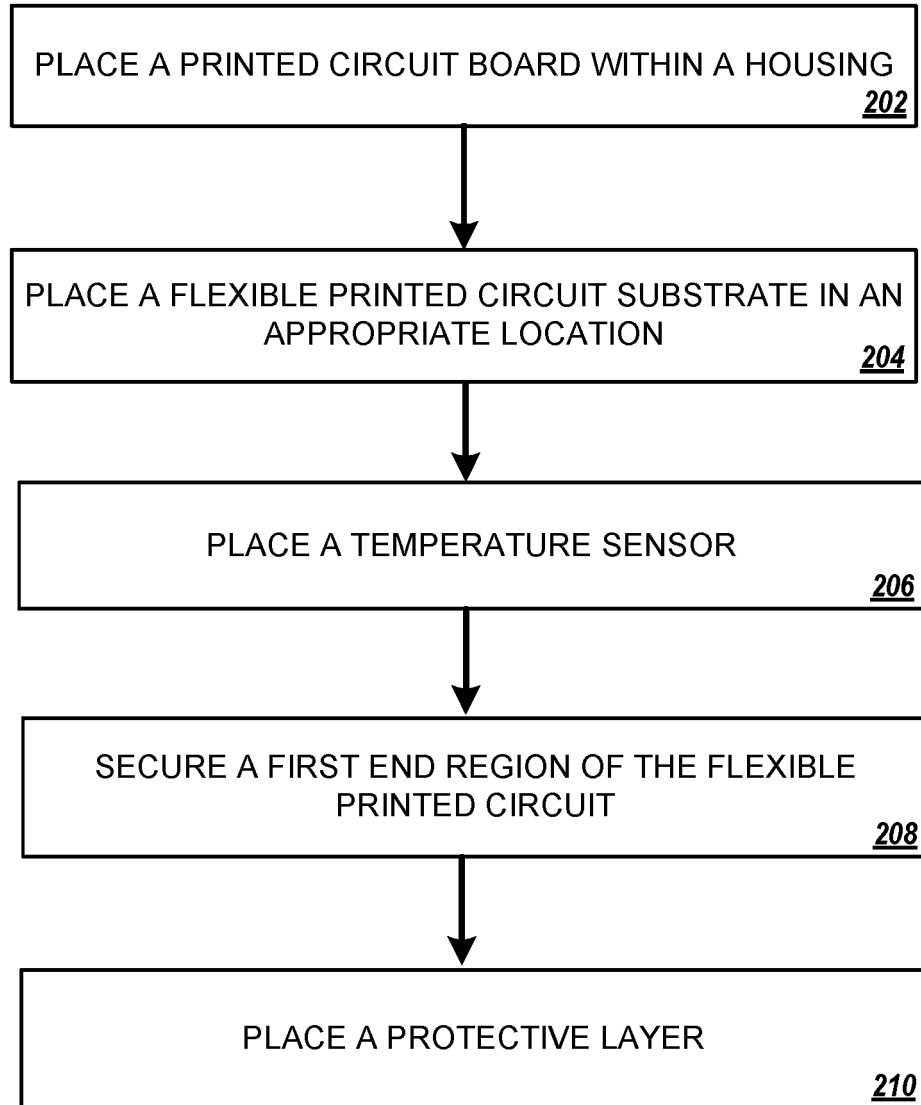 PLACE A PRINTED CIRCUIT BOARD WITHIN A HOUSING
202
PLACE A FLEXIBLE PRINTED CIRCUIT SUBSTRATE IN AN
APPROPRIATE LOCATION
204
PLACE A TEMPERATURE SENSOR
206
SECURE A FIRST END REGION OF THE FLEXIBLE
PRINTED CIRCUIT
208
PLACE A PROTECTIVE LAYER
210